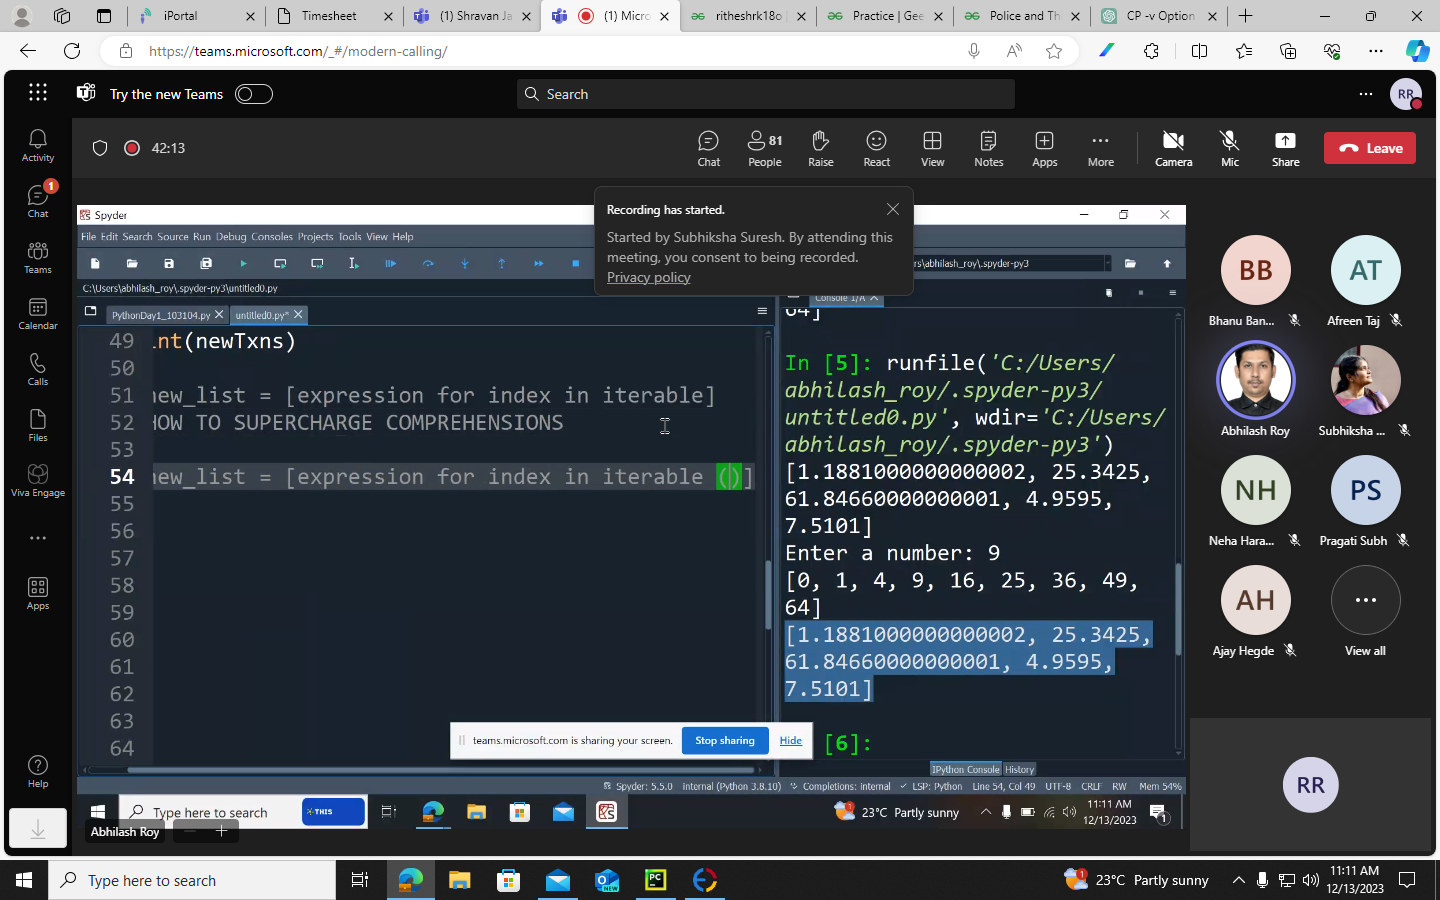 iPortal
Timesheet
(1) Shravan Ja
(1) Micro
ritheshrk18o
Practice | Gee
Police and Th
CP -v Option
https://teams.microsoft.com/_#/modern-calling/
Try the new Teams
Search
RR
Activity
Chat
1
Teams
Calendar
Calls
Files
Viva Engage
Apps
Help
42:13
Chat
People
81
Raise
React
View
Notes
Apps
More
Camera
Mic
Share
Leave
Recording has started.
Started by Subhiksha Suresh. By attending this
meeting, you consent to being recorded.
Privacy policy
Spyder
File Edit Search Source Run Debug Consoles Projects Tools View Help
rs\abhilash_roy\.spyder-py3
C:\Users\abhilash_roy\.spyder-py3\untitled0.py
PythonDay1_103104.py
untitled0.py*
Console 1/A
49 int(newTxns)
50
51 new_list = [expression for index in iterable]
52 HOW TO SUPERCHARGE COMPREHENSIONS
53
54 new_list = [expression for index in iterable ()]
55
56
57
58
59
60
61
62
63
64
64]
In [5]: runfile('C:/Users/
abhilash_roy/.spyder-py3/
untitled0.py', wdir='C:/Users/
abhilash_roy/.spyder-py3')
[1.1881000000000002, 25.3425,
61.84660000000001, 4.9595,
7.5101]
Enter a number: 9
[0, 1, 4, 9, 16, 25, 36, 49,
64]
[1.1881000000000002, 25.3425,
61.84660000000001, 4.9595,
7.5101]
[6]:
teams.microsoft.com is sharing your screen.
Stop sharing
Hide
IPython Console
History
Spyder: 5.5.0
internal (Python 3.8.10)
Completions: internal
LSP: Python
Line 54, Col 49
UTF-8
CRLF
RW
Mem 54%
Type here to search
THIS
23°C Partly sunny
11:11 AM
12/13/2023
1
Abhilash Roy
BB
Bhanu Ban...
AT
Afreen Taj
Abhilash Roy
Subhiksha ...
NH
Neha Hara...
PS
Pragati Subh
AH
Ajay Hegde
View all
RR
Type here to search
NEW
PC
23°C Partly sunny
11:11 AM
12/13/2023